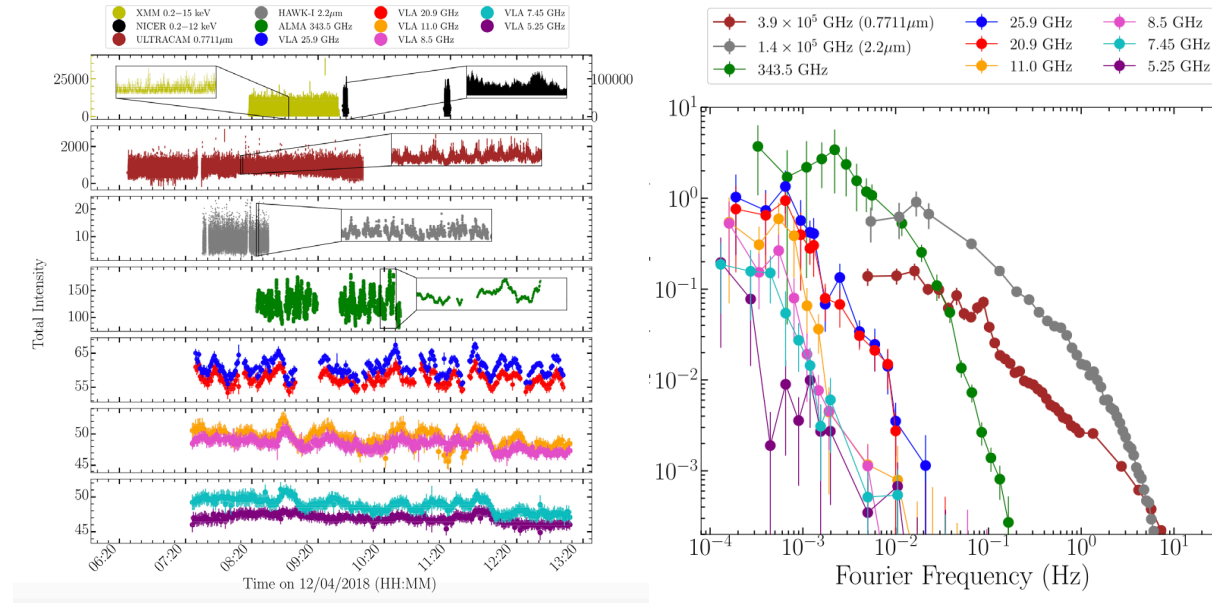 XMM 0.2−15 keV
NICER 0.2−12 keV
ULTRACAM 0.7711μm
HAWK-I 2.2μm
ALMA 343.5 GHz
VLA 25.9 GHz
VLA 20.9 GHz
VLA 11.0 GHz
VLA 8.5 GHz
VLA 7.45 GHz
VLA 5.25 GHz
25000
0
100000
0
2000
0
20
10
150
100
65
55
50
45
50
45
Total Intensity
06:20 07:20 08:20 09:20 10:20 11:20 12:20 13:20
Time on 12/04/2018 (HH:MM)
3.9 × 10⁵ GHz (0.7711μm)
1.4 × 10⁵ GHz (2.2μm)
343.5 GHz
25.9 GHz
20.9 GHz
11.0 GHz
8.5 GHz
7.45 GHz
5.25 GHz
10¹
10⁰
10⁻¹
10⁻²
10⁻³
10⁻⁴ 10⁻³ 10⁻² 10⁻¹ 10⁰ 10¹
Fourier Frequency (Hz)